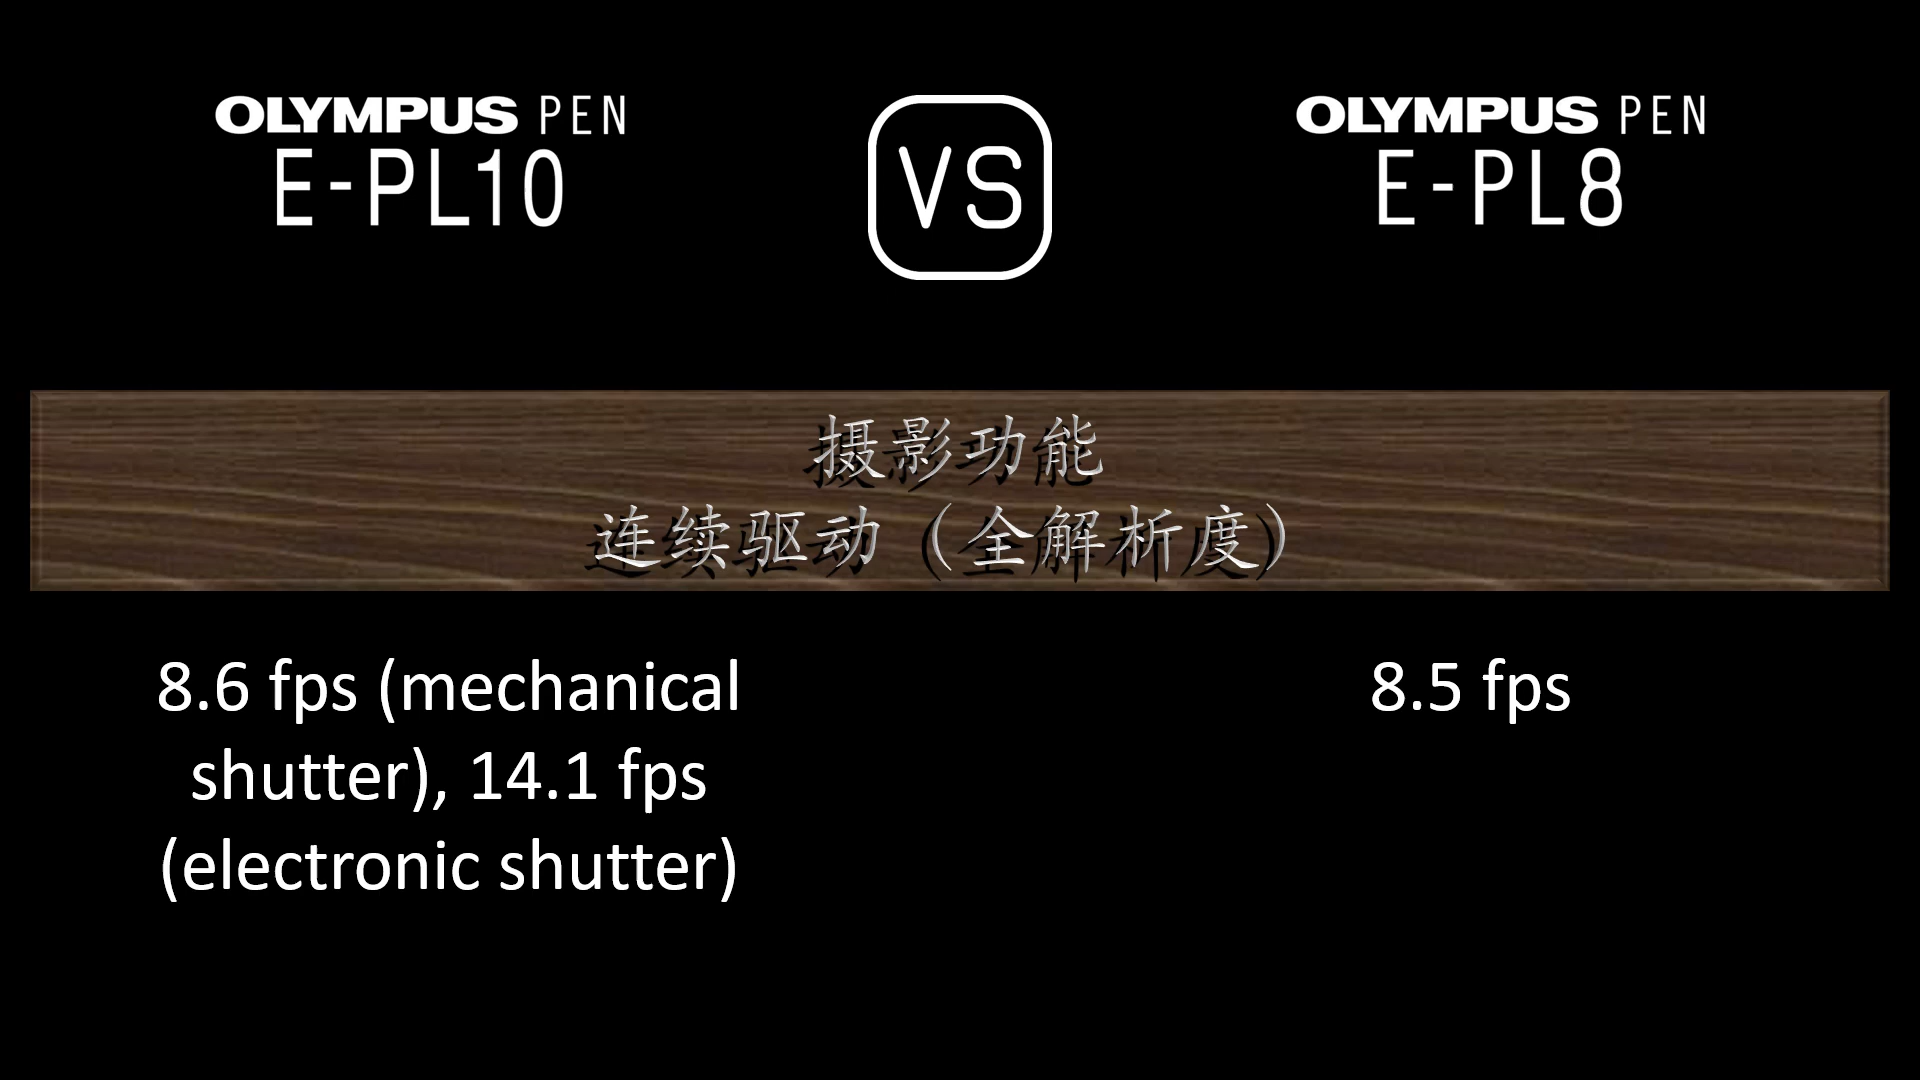 OLYMPUS PEN
E-PL10
VS
OLYMPUS PEN
E-PL8
摄影功能
连续驱动（全解析度）
8.6 fps (mechanical
shutter), 14.1 fps
(electronic shutter)
8.5 fps